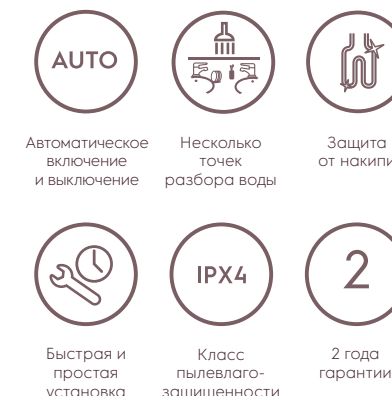 AUTO
Автоматическое
включение
и выключение
Несколько
точек
разбора воды
Защита
от накипи
Быстрая и
простая
установка
IPX4
Класс
пылевлаго-
защищенности
2
2 года
гарантии